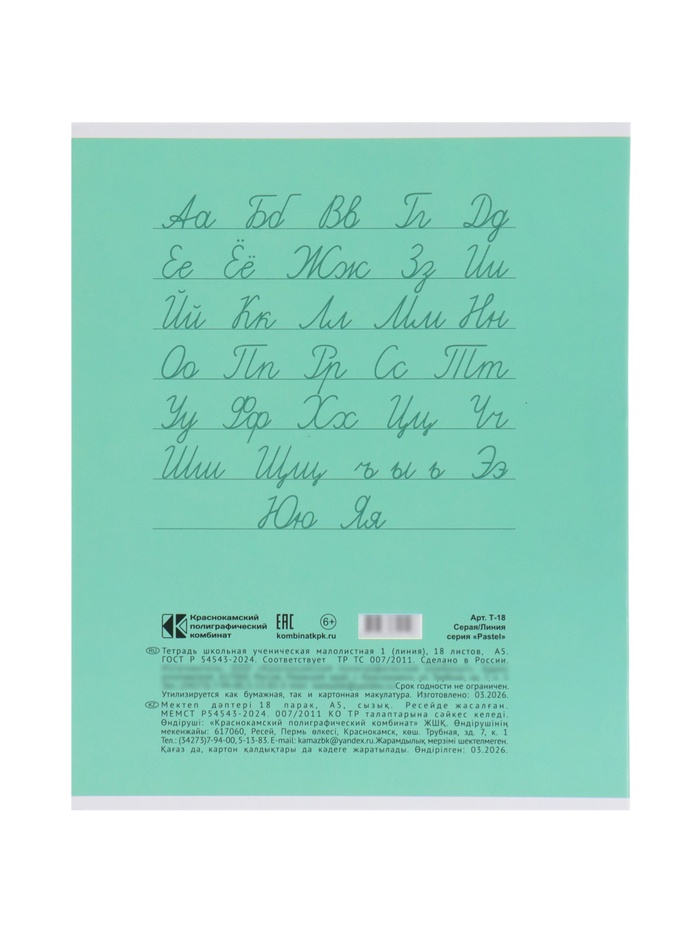 Аа Бб Вв Гг Дд
Ее Ёё Жж Зз Ии
Йй Кк Лл Мм Нн
Оо Пп Рр Сс Тт
Уу Фф Хх Цц Чч
Шш Щщ ъ ы ь Ээ
Юю Яя
Краснокамский
полиграфический
комбинат
EAC
6+
kombinatkpk.ru
Арт. Т-18
Серая/Линия
серия «Pastel»
RU Тетрадь школьная ученическая малолистная 1 (линия), 18 листов, А5.
ГОСТ Р 54543-2024. Соответствует ТР ТС 007/2011. Сделано в России.
Срок годности не ограничен.
Утилизируется как бумажная, так и картонная макулатура. Изготовлено: 03.2026.
KZ Мектеп дәптері 18 парақ, А5, сызық. Ресейде жасалған.
МЕМСТ Р54543-2024. 007/2011 КО ТР талаптарына сәйкес келеді.
Өндіруші: «Краснокамский полиграфический комбинат» ЖШҚ. Өндірушінің
мекенжайы: 617060, Ресей, Пермь өлкесі, Краснокамск, көш. Трубная, зд. 7, к. 1
Тел.: (34273)7-94-00, 5-13-83. E-mail: kamazbk@yandex.ru.Жарамдылық мерзімі шектелмеген.
Қағаз да, картон қалдықтары да кәдеге жаратылады. Өндірілген: 03.2026.